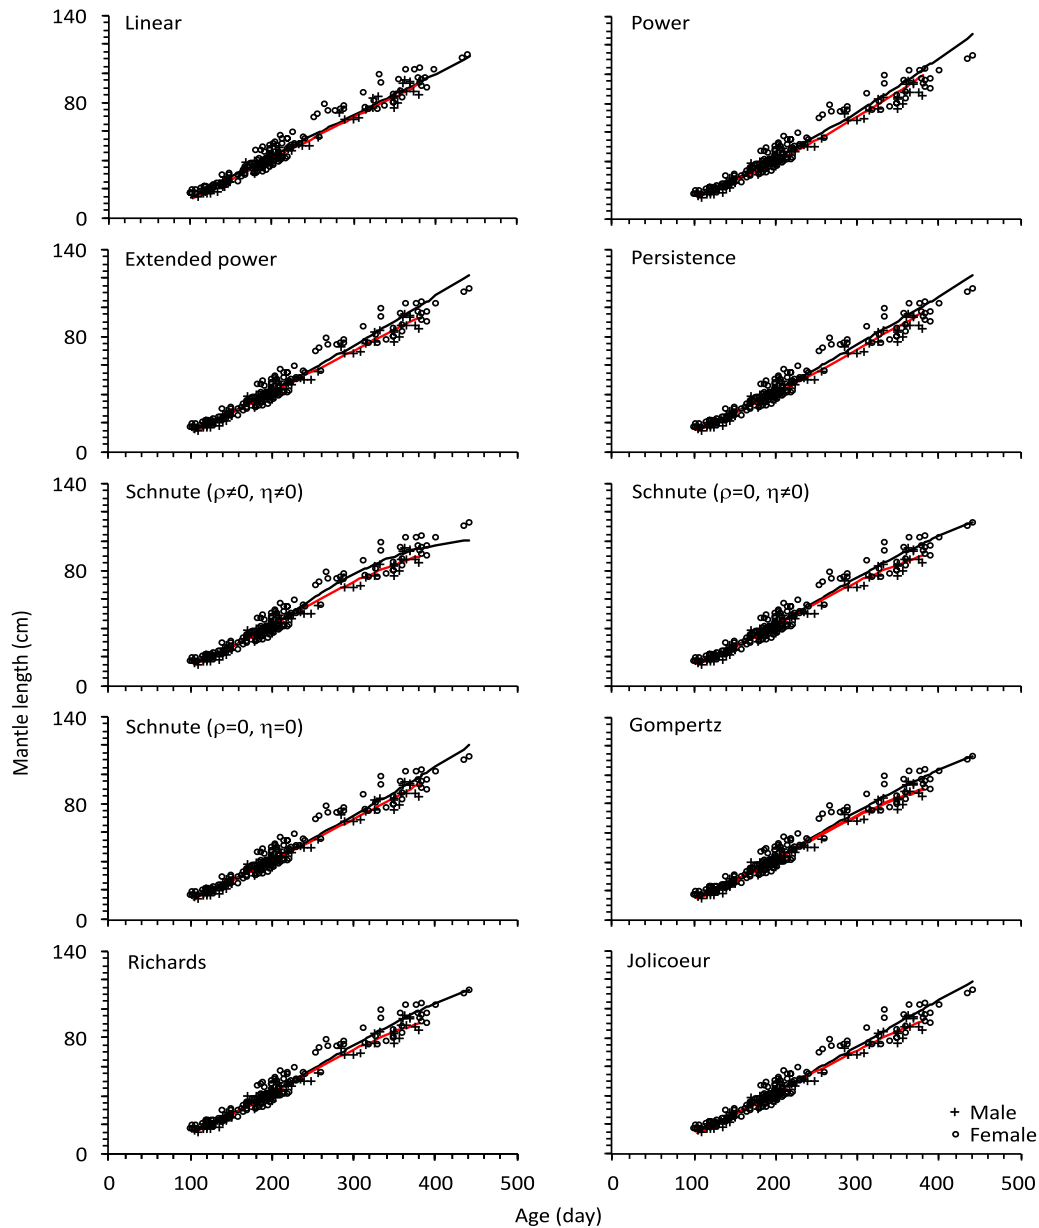 140
Linear
Power
80
0
140
Extended power
Persistence
80
0
140
Schnute (ρ≠0, η≠0)
Schnute (ρ=0, η≠0)
80
0
Mantle length (cm)
140
Schnute (ρ=0, η=0)
Gompertz
80
0
140
Richards
Jolicoeur
80
+ Male
Female
0
0 100 200 300 400 500 0 100 200 300 400 500
Age (day)